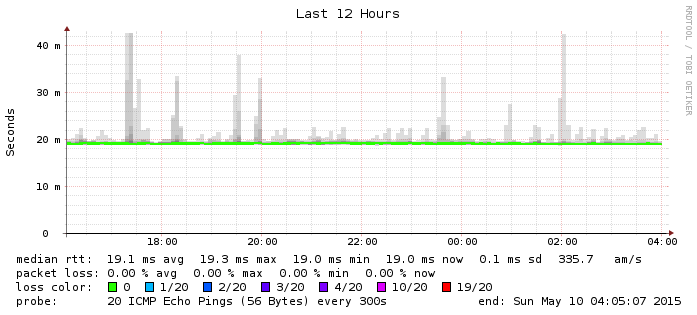 Last 12 Hours
RRDTOOL / TOBI OETIKER
Seconds
40 m
30 m
20 m
10 m
0
18:00 20:00 22:00 00:00 02:00 04:00
median rtt: 19.1 ms avg 19.3 ms max 19.0 ms min 19.0 ms now 0.1 ms sd 335.7 am/s
packet loss: 0.00 % avg 0.00 % max 0.00 % min 0.00 % now
loss color: 0 1/20 2/20 3/20 4/20 10/20 19/20
probe: 20 ICMP Echo Pings (56 Bytes) every 300s end: Sun May 10 04:05:07 2015